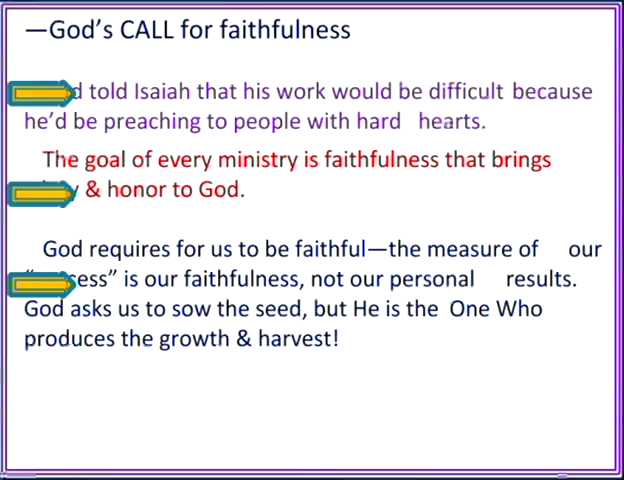 —God's CALL for faithfulness
told Isaiah that his work would be difficult because
he'd be preaching to people with hard hearts.
The goal of every ministry is faithfulness that brings
& honor to God.
God requires for us to be faithful—the measure of our
is our faithfulness, not our personal results.
God asks us to sow the seed, but He is the One Who
produces the growth & harvest!